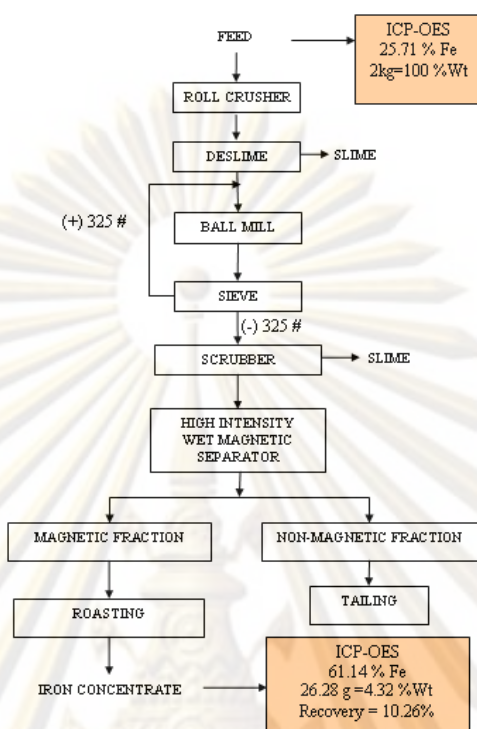 FEED
ICP-OES
25.71 % Fe
2kg=100 %Wt
ROLL CRUSHER
DESLIME
SLIME
(+) 325 #
BALL MILL
SIEVE
(-) 325 #
SCRUBBER
SLIME
HIGH INTENSITY
WET MAGNETIC
SEPARATOR
MAGNETIC FRACTION
NON-MAGNETIC FRACTION
ROASTING
TAILING
IRON CONCENTRATE
ICP-OES
61.14 % Fe
26.28 g =4.32 %Wt
Recovery = 10.26%